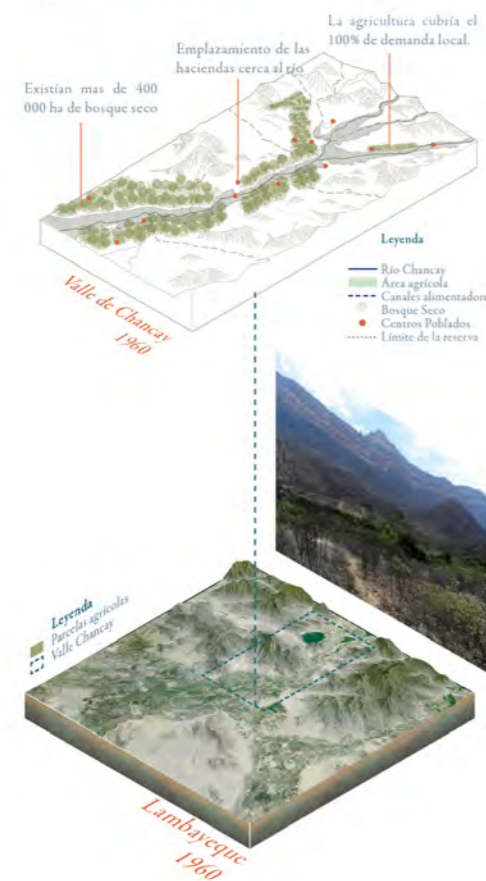 La agricultura cubría el
100% de demanda local.
Emplazamiento de las
haciendas cerca al río
Existían mas de 400
000 ha de bosque seco
Leyenda
Río Chancay
Área agrícola
Canales alimentador
Bosque Seco
Centros Poblados
Límite de la reserva
Valle de Chancay
1960
Leyenda
Parcelas agrícolas
Valle Chancay
Lambayeque
1960